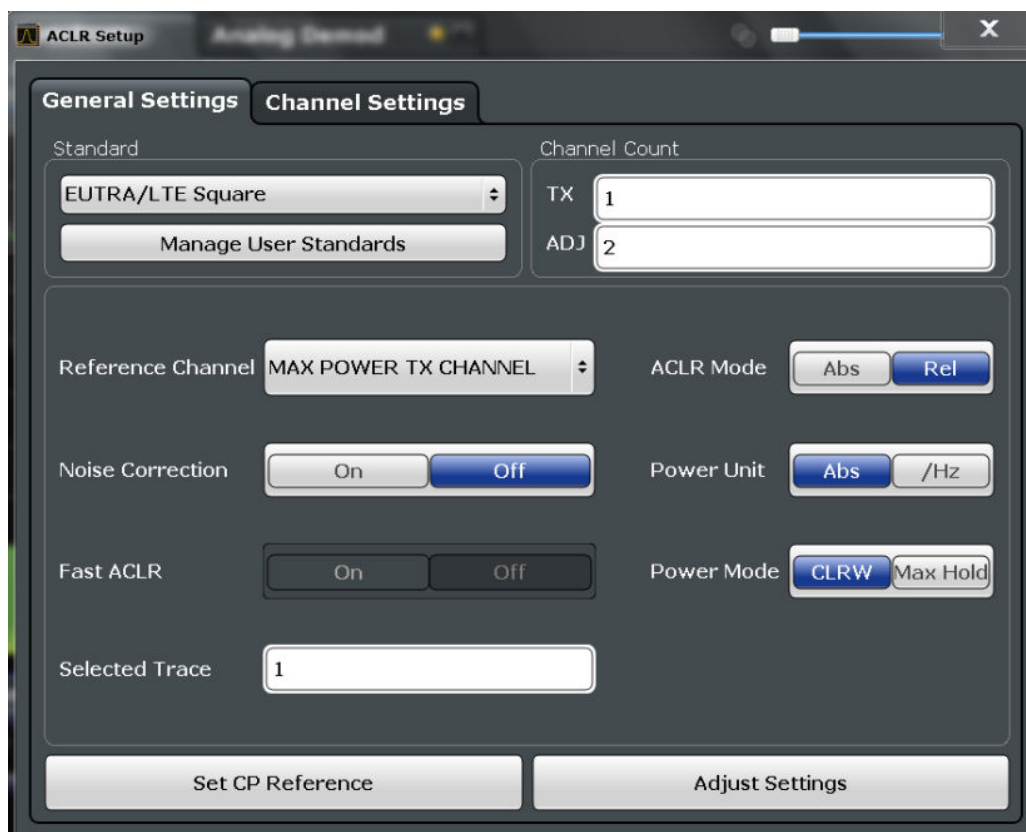 ACLR Setup
Analog Demod
X
General Settings
Channel Settings
Standard
EUTRA/LTE Square
Manage User Standards
Channel Count
TX 1
ADJ 2
Reference Channel MAX POWER TX CHANNEL
ACLR Mode Abs Rel
Noise Correction On Off
Power Unit Abs /Hz
Fast ACLR On Off
Power Mode CLRW Max Hold
Selected Trace 1
Set CP Reference
Adjust Settings